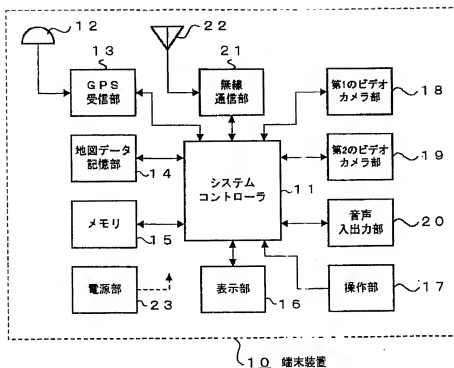 12
22
13
21
GPS
受信部
無線
通信部
第1のビデオ
カメラ部
18
地図データ
記憶部
14
システム
コントローラ
11
第2のビデオ
カメラ部
19
メモリ
15
音声
入出力部
20
電源部
23
表示部
16
操作部
17
10 端末装置